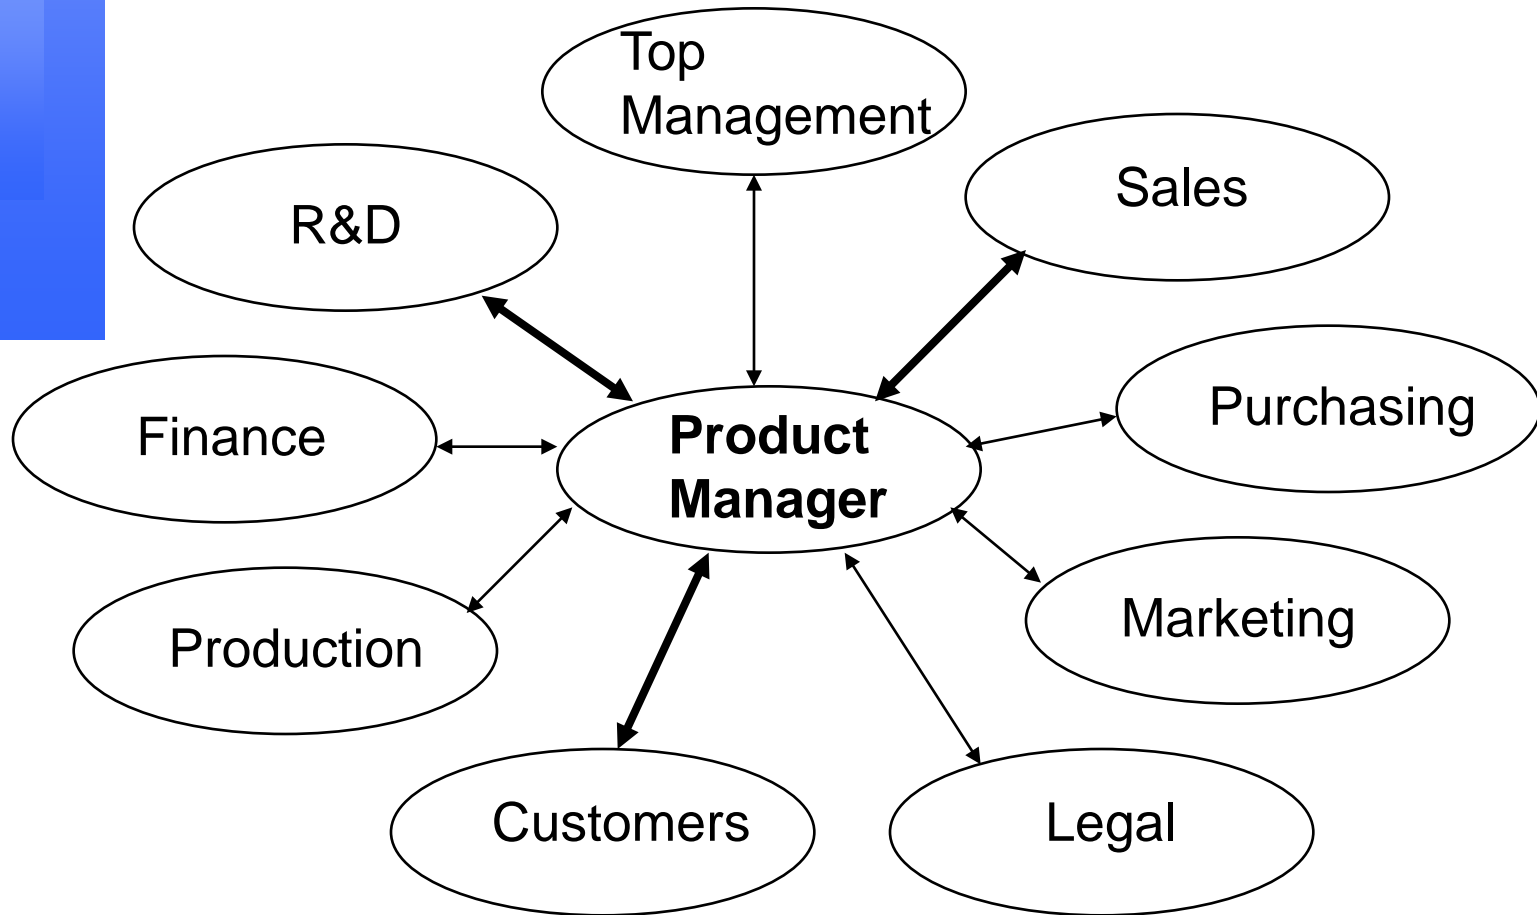 Top
Management
Sales
R&D
Purchasing
Finance
Product
Manager
Marketing
Production
Customers
Legal